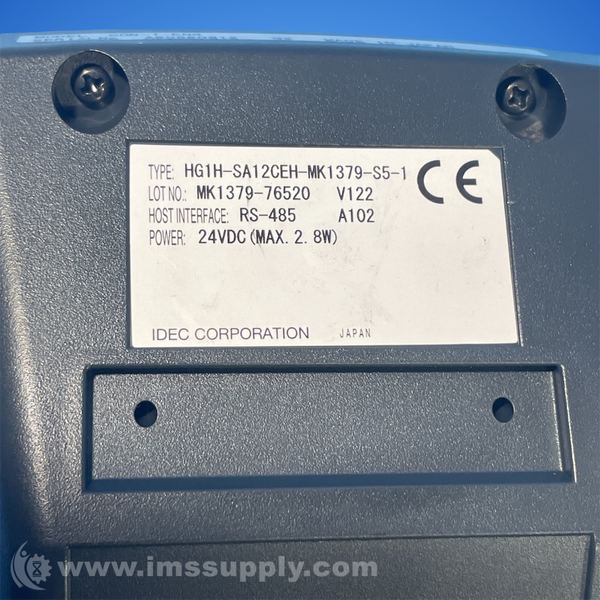 TYPE: HG1H-SA12CEH-MK1379-S5-1
LOT NO.: MK1379-76520 V122
HOST INTERFACE: RS-485 A102
POWER: 24VDC(MAX. 2.8W)
CE
IDEC CORPORATION JAPAN
www.imssupply.com